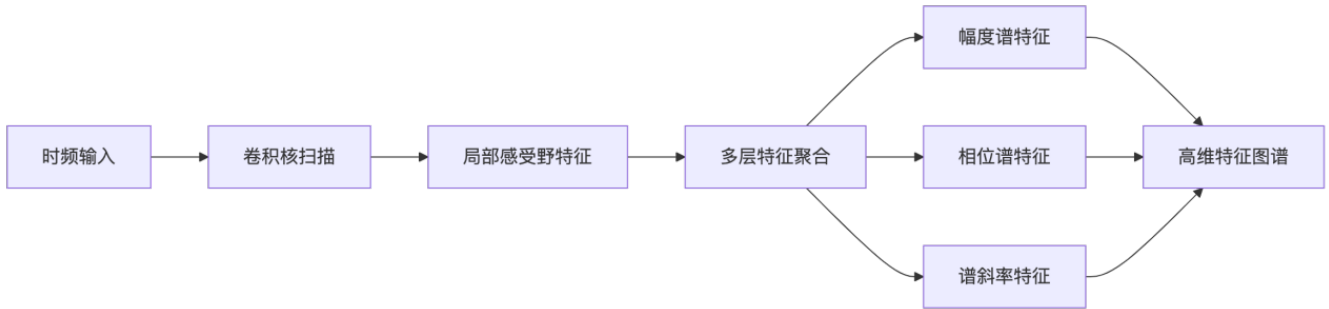 时频输入
卷积核扫描
局部感受野特征
多层特征聚合
幅度谱特征
相位谱特征
谱斜率特征
高维特征图谱